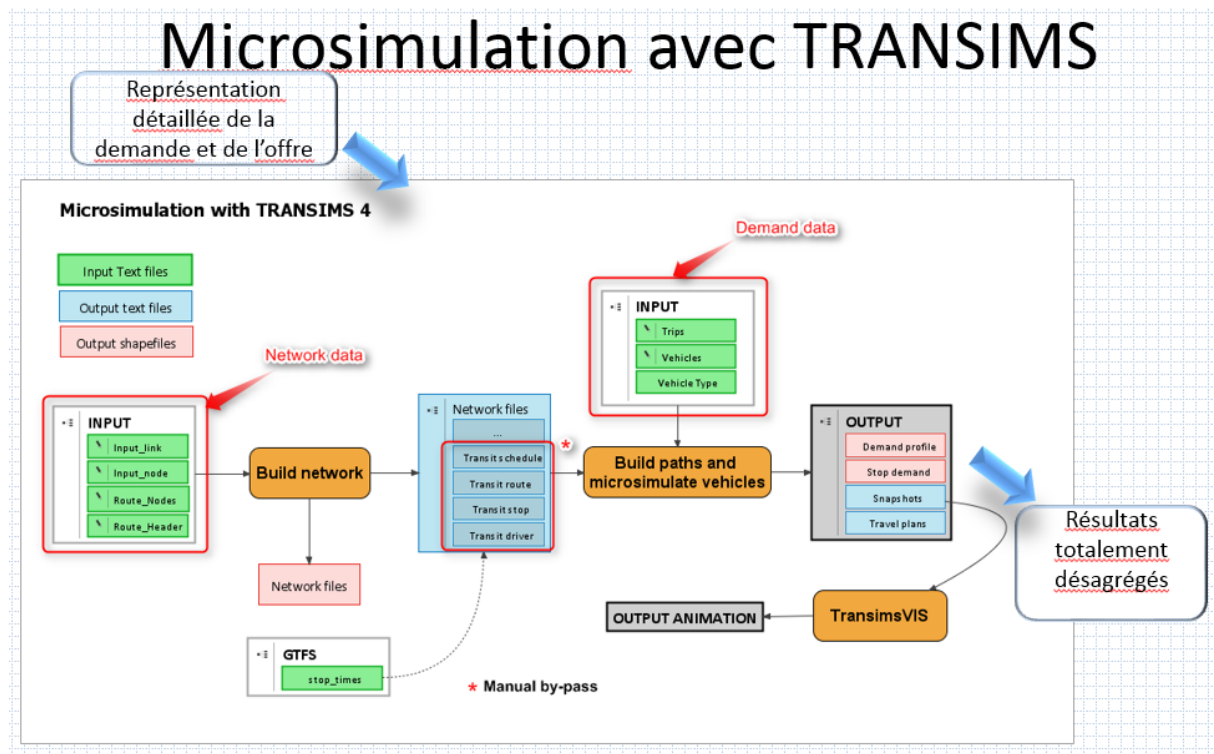 Microsimulation avec TRANSIMS
Représentation
détaillée de la
demande et de l’offre
Microsimulation with TRANSIMS 4
Demand data
Input Text files
Output text files
Output shapefiles
Network data
INPUT
Trips
Vehicles
Vehicle Type
INPUT
Input_link
Input_node
Route_Nodes
Route_Header
Build network
Network files
...
Transit schedule
Transit route
Transit stop
Transit driver
*
Build paths and
microsimulate vehicles
OUTPUT
Demand profile
Stop demand
Snapshots
Travel plans
Résultats
totalement
désagrégés
Network files
OUTPUT ANIMATION
TransimsVIS
GTFS
stop_times
* Manual by-pass